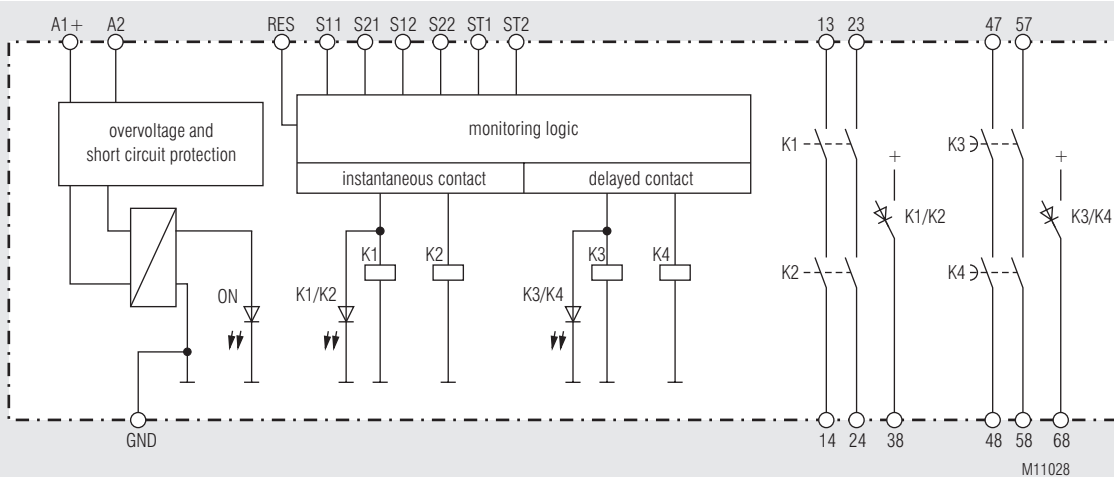 A1+ A2 RES S11 S21 S12 S22 ST1 ST2 13 23 47 57
overvoltage and
short circuit protection
monitoring logic
instantaneous contact delayed contact
K1 K3
+ +
K1/K2 K3/K4
K1 K2 K3 K4
K2 K4
ON K1/K2 K3/K4
GND 14 24 38 48 58 68
M11028